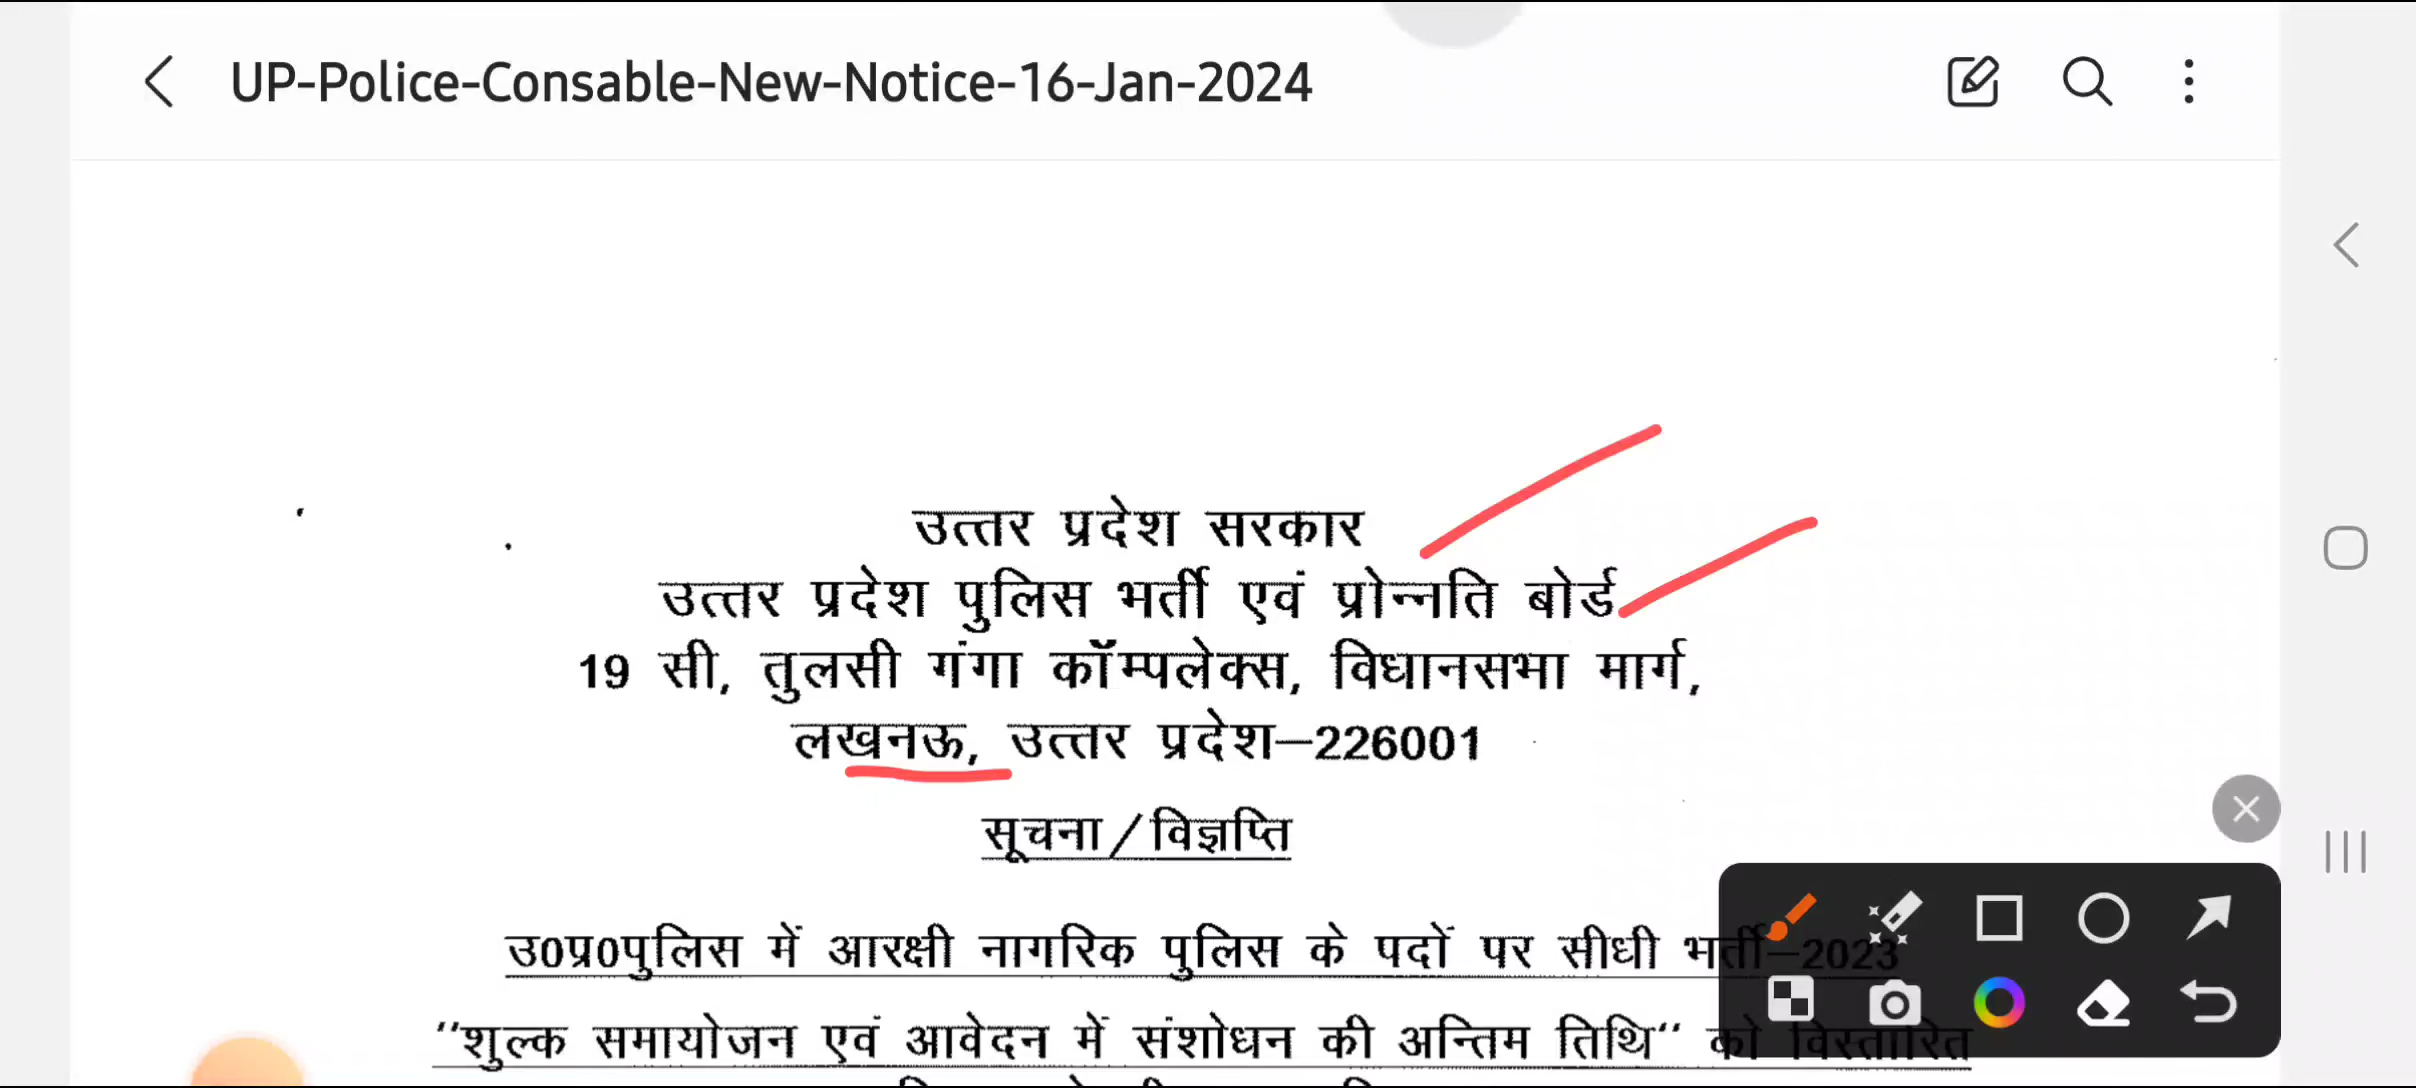 UP-Police-Consable-New-Notice-16-Jan-2024
उत्तर प्रदेश सरकार
उत्तर प्रदेश पुलिस भर्ती एवं प्रोन्नति बोर्ड
19 सी, तुलसी गंगा कॉम्पलेक्स, विधानसभा मार्ग,
लखनऊ, उत्तर प्रदेश–226001
सूचना/विज्ञप्ति
उ0प्र0पुलिस में आरक्षी नागरिक पुलिस के पदों पर सीधी भर्ती–2023
"शुल्क समायोजन एवं आवेदन में संशोधन की अन्तिम तिथि" को विस्तारित